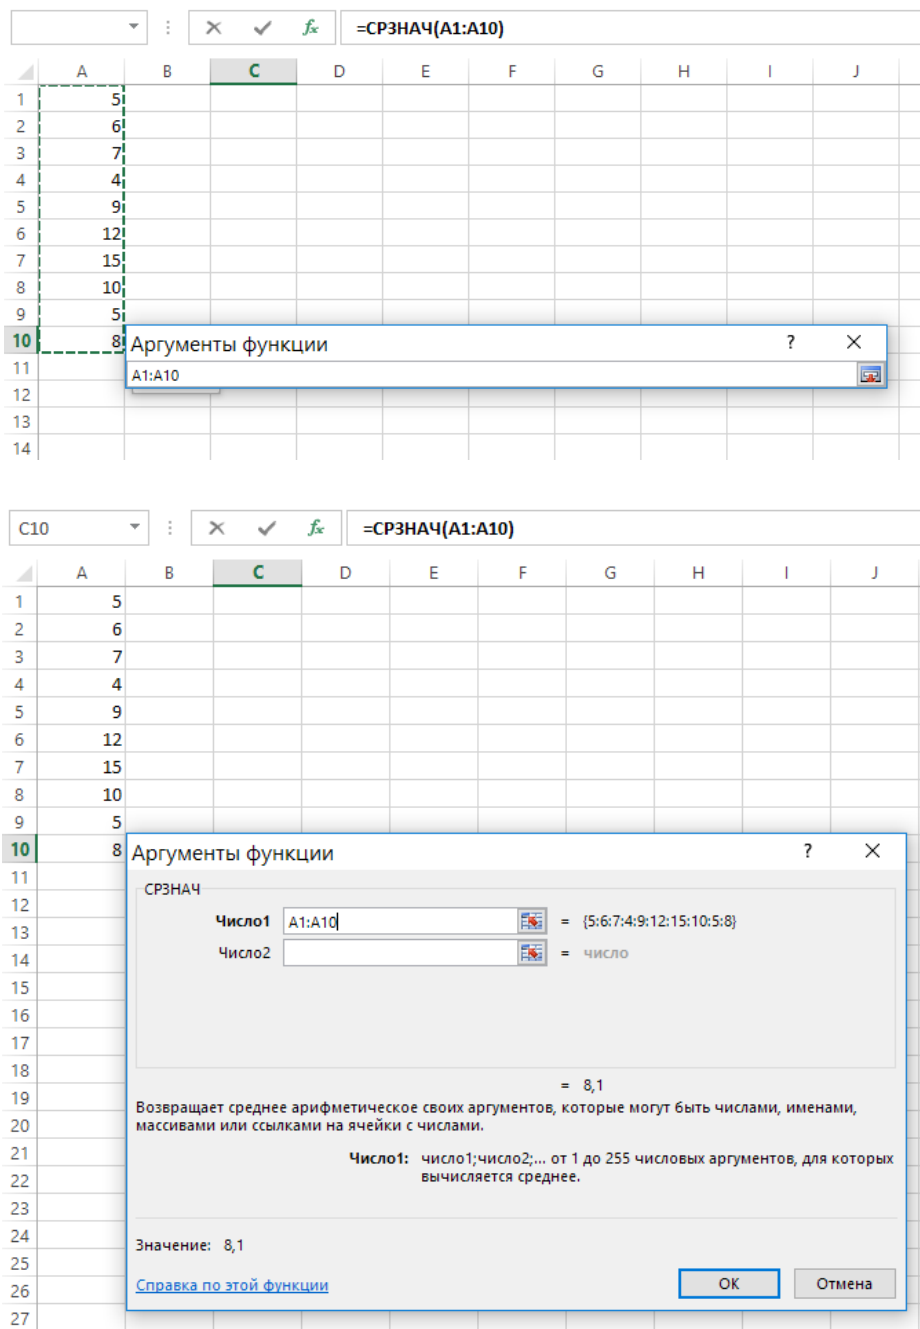 =СРЗНАЧ(A1:A10)
A B C D E F G H I J
1 5
2 6
3 7
4 4
5 9
6 12
7 15
8 10
9 5
10 8 Аргументы функции ?
11 A1:A10
12
13
14
C10 =СРЗНАЧ(A1:A10)
A B C D E F G H I J
1 5
2 6
3 7
4 4
5 9
6 12
7 15
8 10
9 5
10 8 Аргументы функции ?
11 СРЗНАЧ
12 Число1 A1:A10 = {5:6:7:4:9:12:15:10:5:8}
13 Число2 = число
14
15
16
17
18 = 8,1
19 Возвращает среднее арифметическое своих аргументов, которые могут быть числами, именами,
20 массивами или ссылками на ячейки с числами.
21 Число1: число1;число2;... от 1 до 255 числовых аргументов, для которых
22 вычисляется среднее.
23
24 Значение: 8,1
25
26 Справка по этой функции ОК Отмена
27